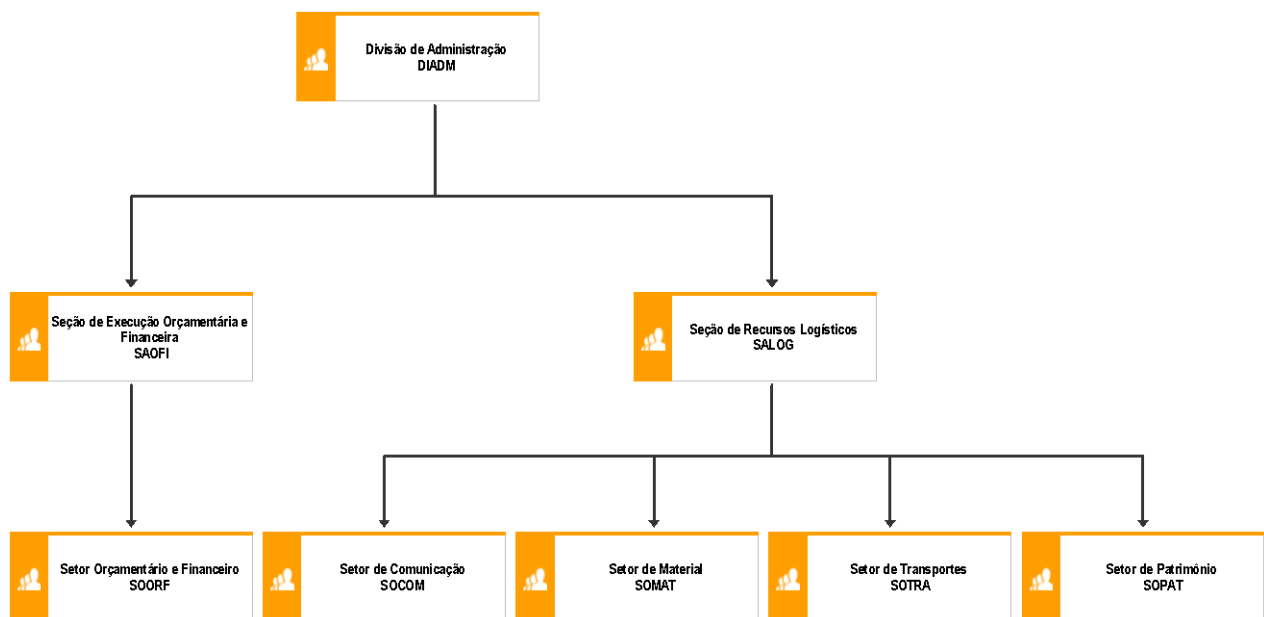 Divisão de Administração
DIADM
Seção de Execução Orçamentária e
Financeira
SAOFI
Seção de Recursos Logísticos
SALOG
Setor Orçamentário e Financeiro
SOORF
Setor de Comunicação
SOCOM
Setor de Material
SOMAT
Setor de Transportes
SOTRA
Setor de Patrimônio
SOPAT